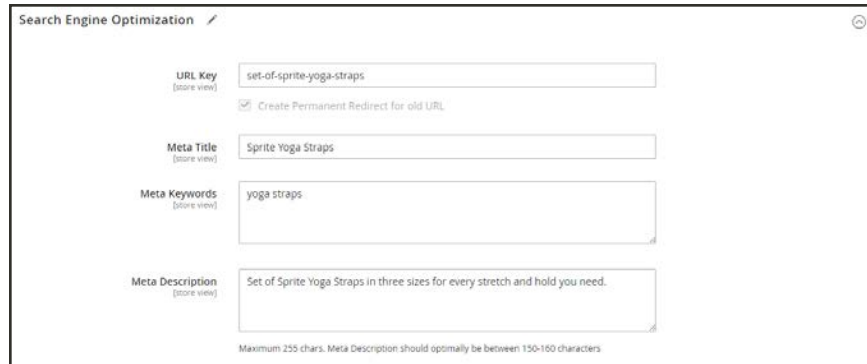 Search Engine Optimization
URL Key
[store view]
set-of-sprite-yoga-straps
Create Permanent Redirect for old URL
Meta Title
[store view]
Sprite Yoga Straps
Meta Keywords
[store view]
yoga straps
Meta Description
[store view]
Set of Sprite Yoga Straps in three sizes for every stretch and hold you need.
Maximum 255 chars. Meta Description should optimally be between 150-160 characters